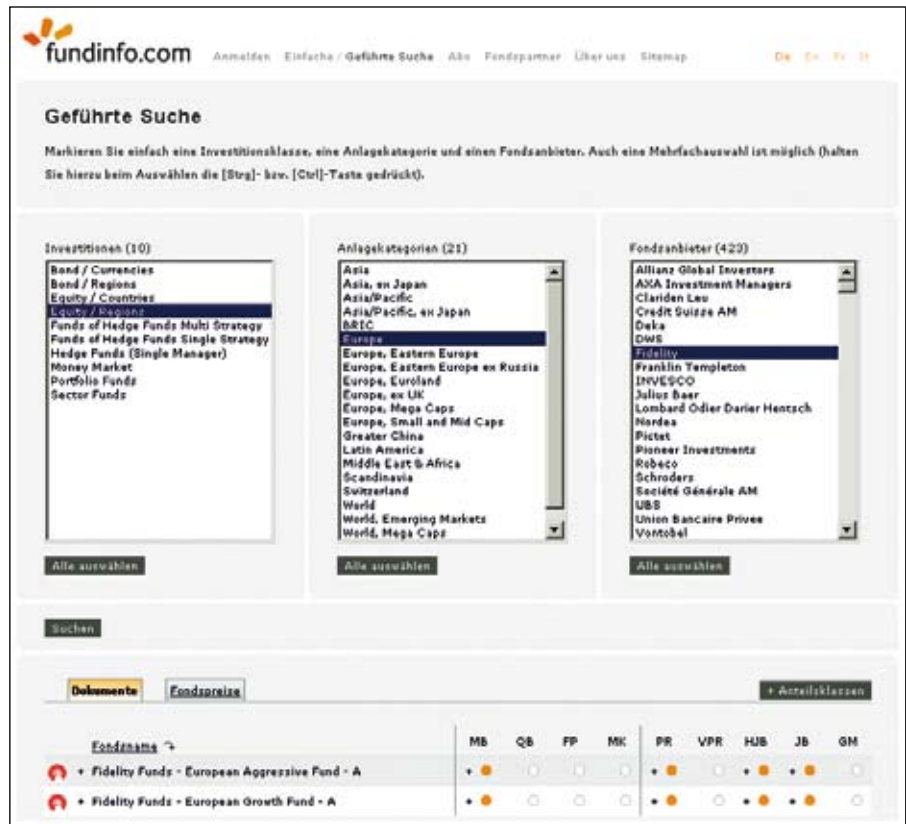 fundinfo.com
Anmelden Einfache / Geführte Suche Abo Fondspartner Über uns Sitemap De En Fr It
Geführte Suche
Markieren Sie einfach eine Investitionsklasse, eine Anlagekategorie und einen Fondsanbieter. Auch eine Mehrfachauswahl ist möglich (halten
Sie hierzu beim Auswählen die [Strg]- bzw. [Ctrl]-Taste gedrückt).
Investitionen (10)
Bond / Currencies
Bond / Regions
Equity / Countries
Equity / Regions
Funds of Hedge Funds Multi Strategy
Funds of Hedge Funds Single Strategy
Hedge Funds (Single Manager)
Money Market
Portfolio Funds
Sector Funds
Alle auswählen
Anlagekategorien (21)
Asia
Asia, ex Japan
Asia/Pacific
Asia/Pacific, ex Japan
BRIC
Europe
Europe, Eastern Europe
Europe, Eastern Europe ex Russia
Europe, Euroland
Europe, ex UK
Europe, Mega Caps
Europe, Small and Mid Caps
Greater China
Latin America
Middle East & Africa
Scandinavia
Switzerland
World
World, Emerging Markets
World, Mega Caps
Alle auswählen
Fondsanbieter (423)
Allianz Global Investors
AXA Investment Managers
Clariden Leu
Credit Suisse AM
Deka
DWS
Fidelity
Franklin Templeton
INVESCO
Julius Baer
Lombard Odier Darier Hentsch
Nordea
Pictet
Pioneer Investments
Robeco
Schroders
Société Générale AM
UBS
Union Bancaire Privee
Vontobel
Alle auswählen
Suchen
Dokumente Fondspreise + Anteilsklassen
Fondsname MB QB FP MK PR VPR HJB JB GM
+ Fidelity Funds - European Aggressive Fund - A + + + +
+ Fidelity Funds - European Growth Fund - A + + + +